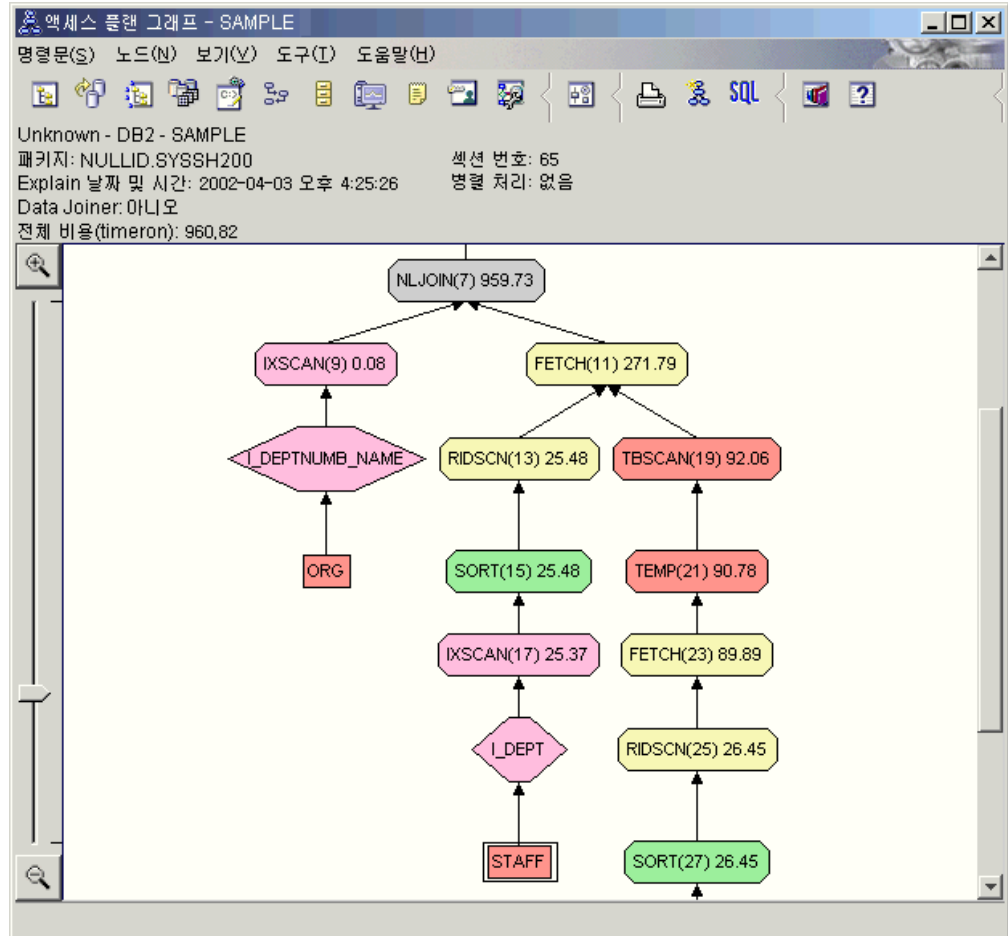 액세스 플랜 그래프 - SAMPLE
명령문(S) 노드(N) 보기(V) 도구(T) 도움말(H)
SQL
Unknown - DB2 - SAMPLE
패키지: NULLID.SYSSH200 섹션 번호: 65
Explain 날짜 및 시간: 2002-04-03 오후 4:25:26 병렬 처리: 없음
Data Joiner: 아니오
전체 비용(timeron): 960,82
NLJOIN(7) 959.73
IXSCAN(9) 0.08 FETCH(11) 271.79
I_DEPTNUMB_NAME RIDSCN(13) 25.48 TBSCAN(19) 92.06
ORG SORT(15) 25.48 TEMP(21) 90.78
IXSCAN(17) 25.37 FETCH(23) 89.89
I_DEPT RIDSCN(25) 26.45
STAFF SORT(27) 26.45